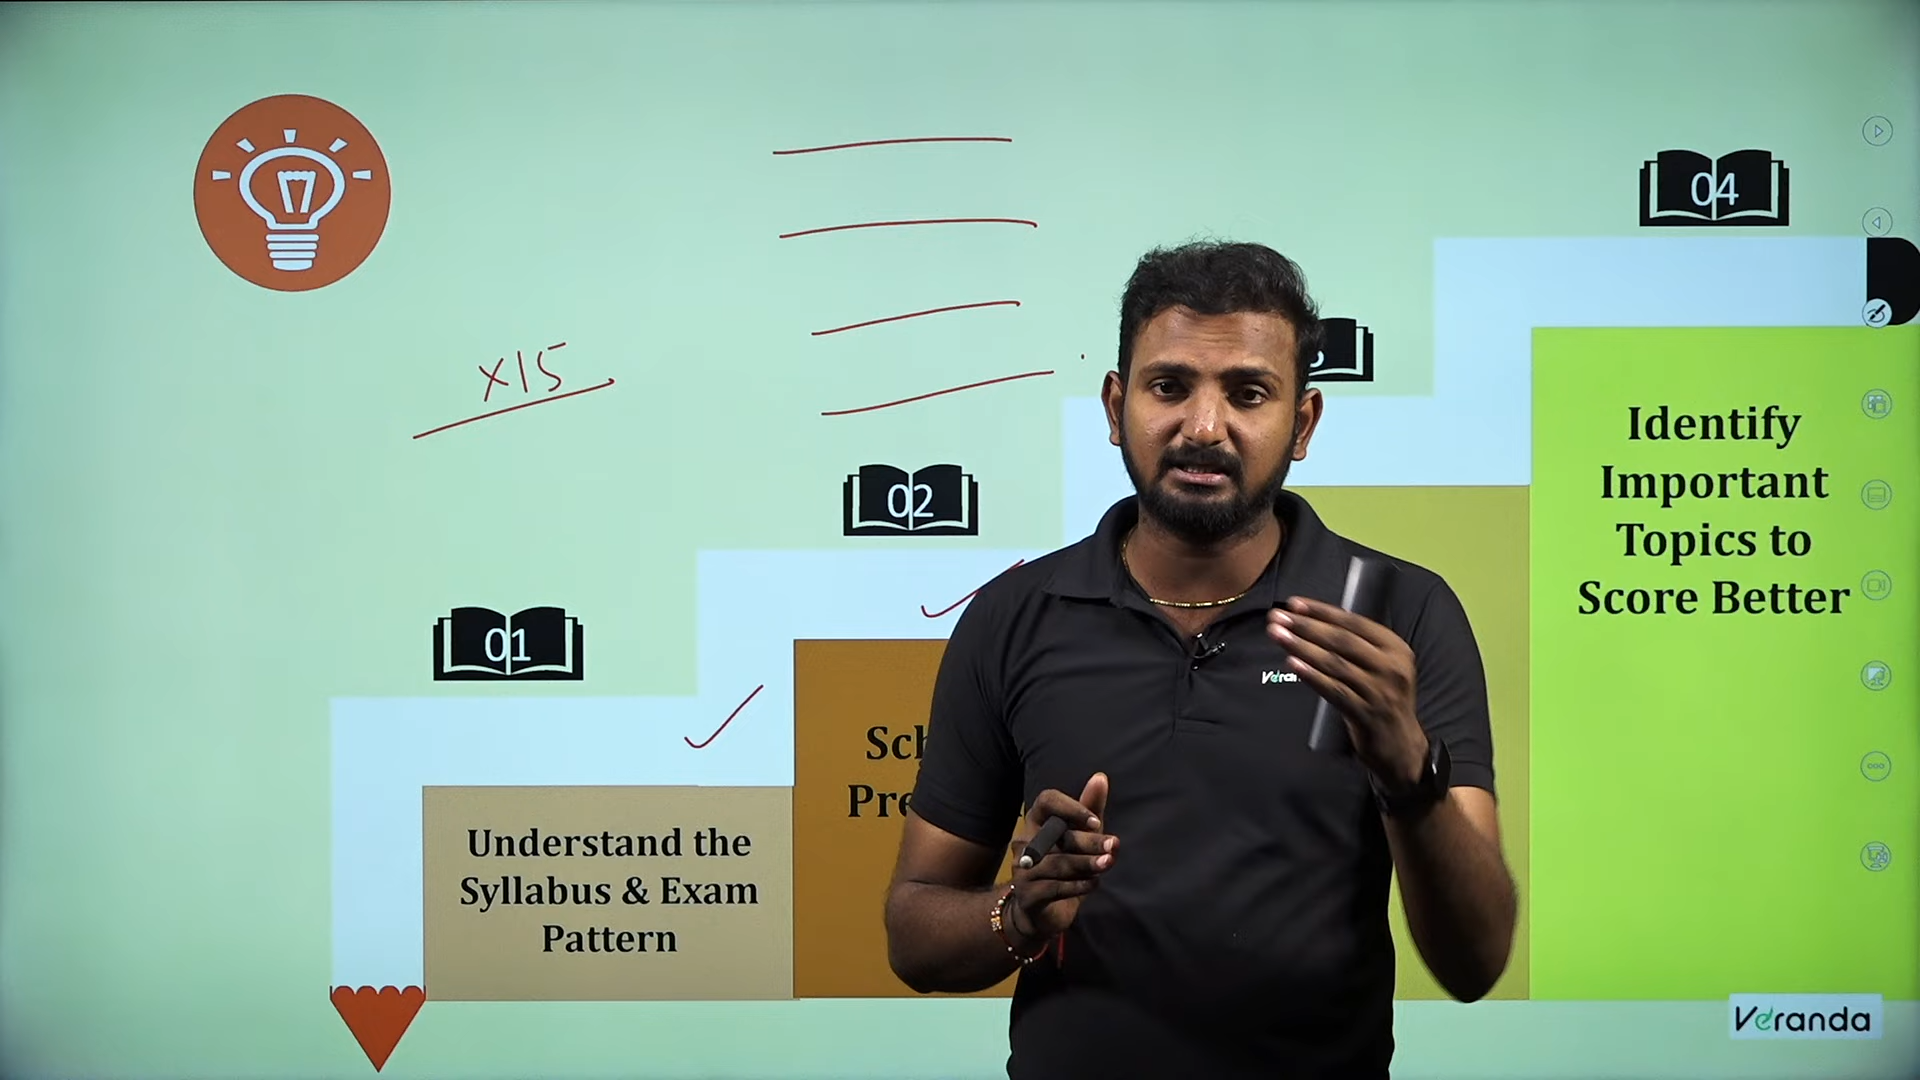 x15
01
Understand the
Syllabus & Exam
Pattern
02
04
Identify
Important
Topics to
Score Better
Veranda